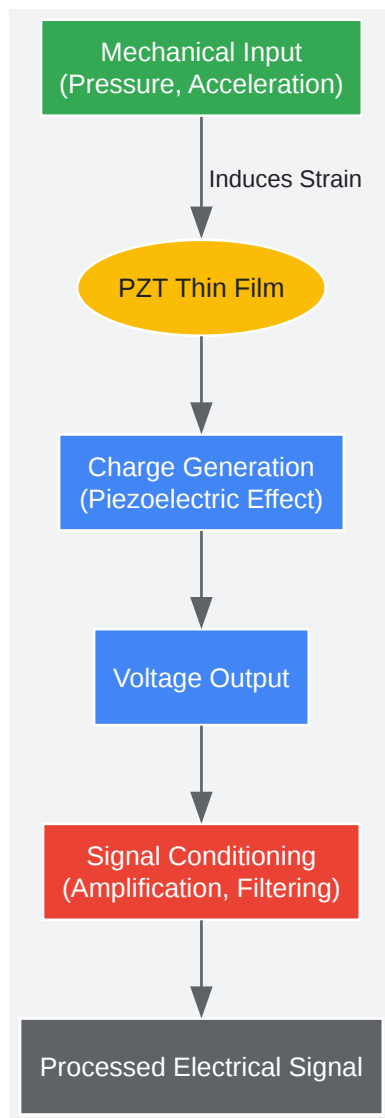 Mechanical Input
(Pressure, Acceleration)
Induces Strain
PZT Thin Film
Charge Generation
(Piezoelectric Effect)
Voltage Output
Signal Conditioning
(Amplification, Filtering)
Processed Electrical Signal